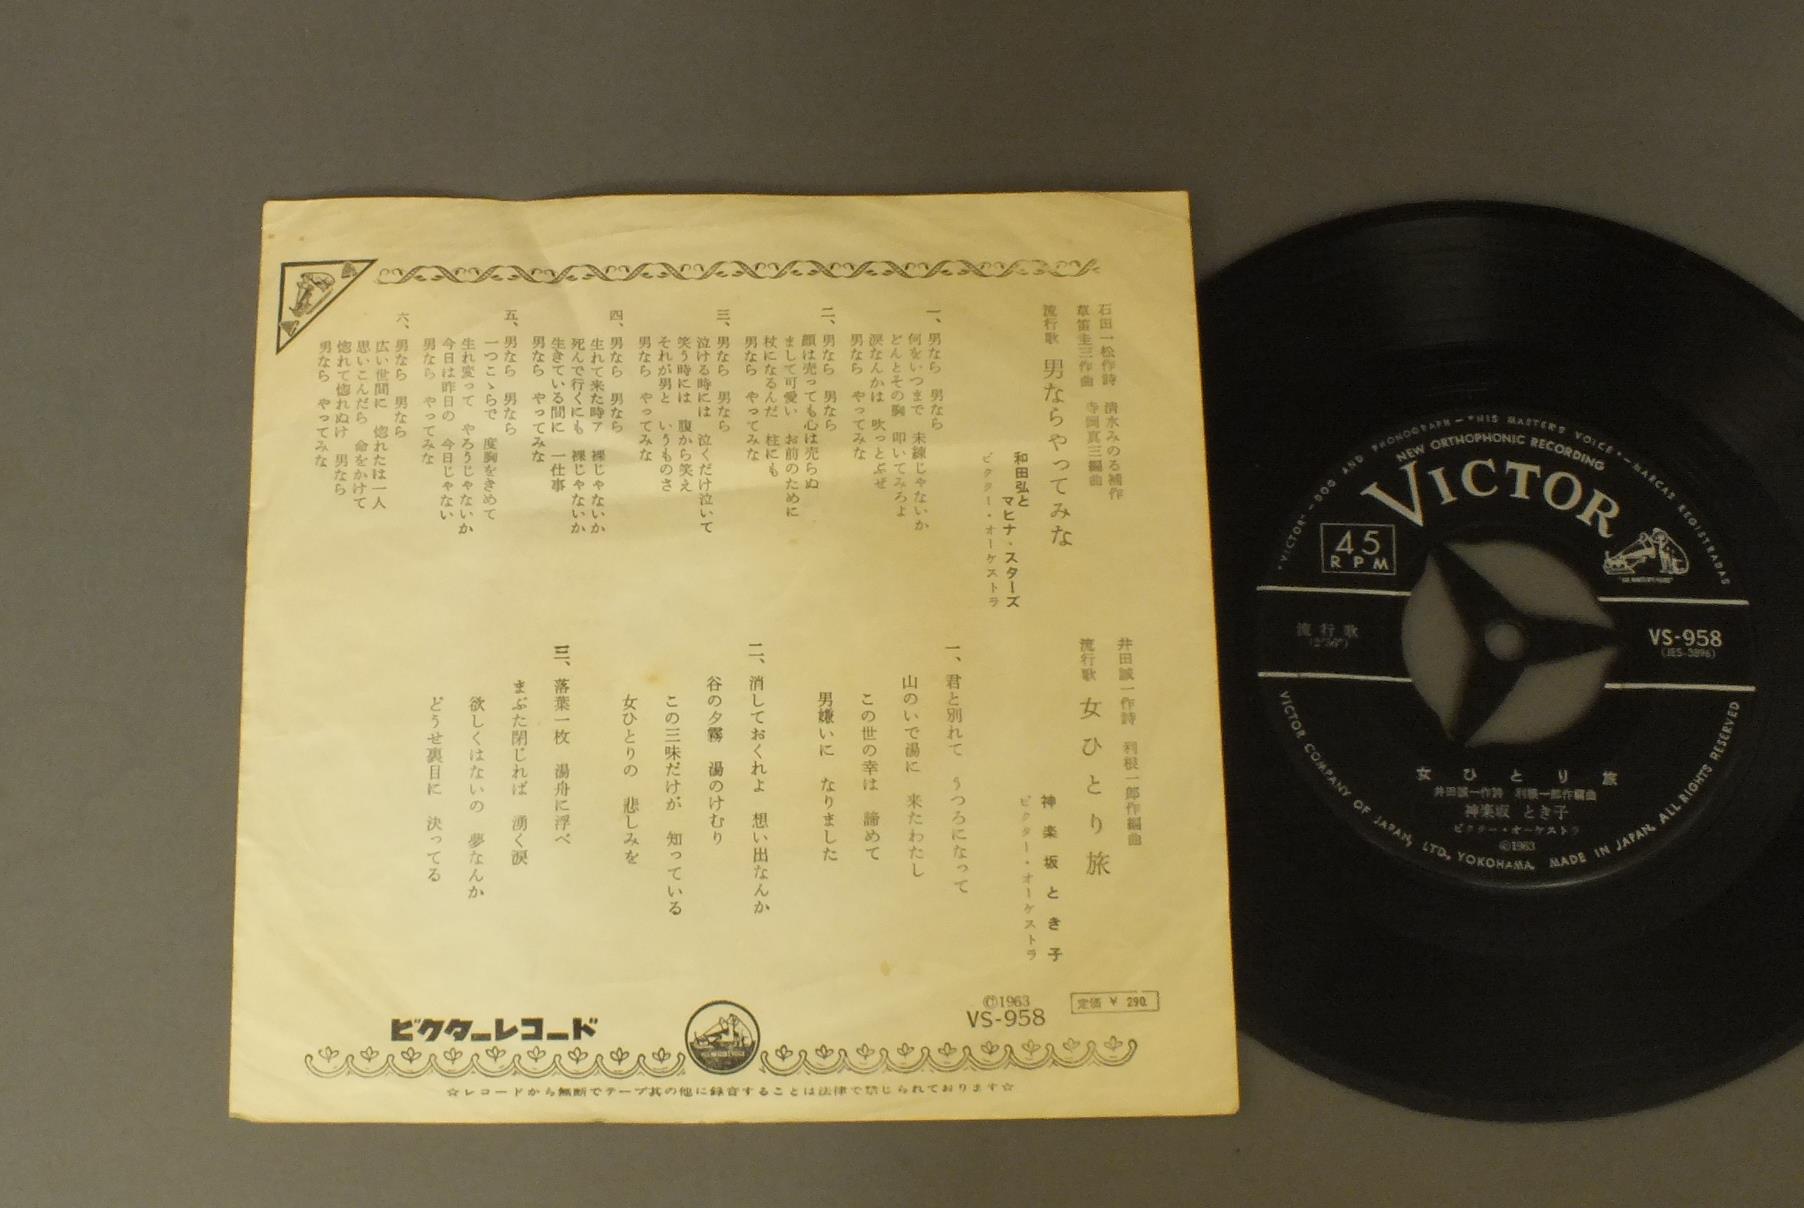 石田一松作詩 清水みのる補作
草笛圭三作曲 寺岡真三編曲
流行歌 男ならやってみな
和田弘と
マヒナ・スターズ
ビクター・オーケストラ
一、男なら 男なら
何をいつまで 未練じゃないか
どんとその胸 叩いてみろよ
涙なんかは 吹っとぶぜ
男なら やってみな
二、男なら 男なら
顔は売っても心は売らぬ
まして可愛い お前のために
杖になるんだ 柱にも
男なら やってみな
三、男なら 男なら
泣ける時には 泣くだけ泣いて
笑う時には 腹から笑え
それが男と いうものさ
男なら やってみな
四、男なら 男なら
生れて来た時ァ 裸じゃないか
死んで行くにも 裸じゃないか
生きている間に 一仕事
男なら やってみな
五、男なら 男なら
一つこゝらで 度胸をきめて
生れ変って やろうじゃないか
今日は昨日の 今日じゃない
男なら やってみな
六、男なら 男なら
広い世間に 惚れたは一人
思いこんだら 命をかけて
惚れて惚れぬけ 男なら
男なら やってみな
井田誠一作詩 利根一郎作編曲
流行歌 女ひとり旅
神楽坂とき子
ビクター・オーケストラ
一、君と別れて うつろになって
山のいで湯に 来たわたし
この世の幸は 諦めて
男嫌いに なりました
二、消しておくれよ 想い出なんか
谷の夕霧 湯のけむり
この三味だけが 知っている
女ひとりの 悲しみを
三、落葉一枚 湯舟に浮べ
まぶた閉じれば 湧く涙
欲しくはないの 夢なんか
どうせ裏目に 決ってる
ⓒ1963
VS-958
定価 ¥ 290.
ビクターレコード
☆レコードから無断でテープ其の他に録音することは法律で禁じられております☆
"VICTOR"-DOG AND PHONOGRAPH-"HIS MASTER'S VOICE"-MARCAS REGISTRADAS
NEW ORTHOPHONIC RECORDING
VICTOR
45
RPM
"HIS MASTER'S VOICE"
流行歌
(2'56")
VS-958
(JES-3896)
女ひとり旅
井田誠一作詩 利根一郎作編曲
神楽坂 とき子
ビクター・オーケストラ
ⓒ1963
VICTOR COMPANY OF JAPAN, LTD. YOKOHAMA. MADE IN JAPAN. ALL RIGHTS RESERVED